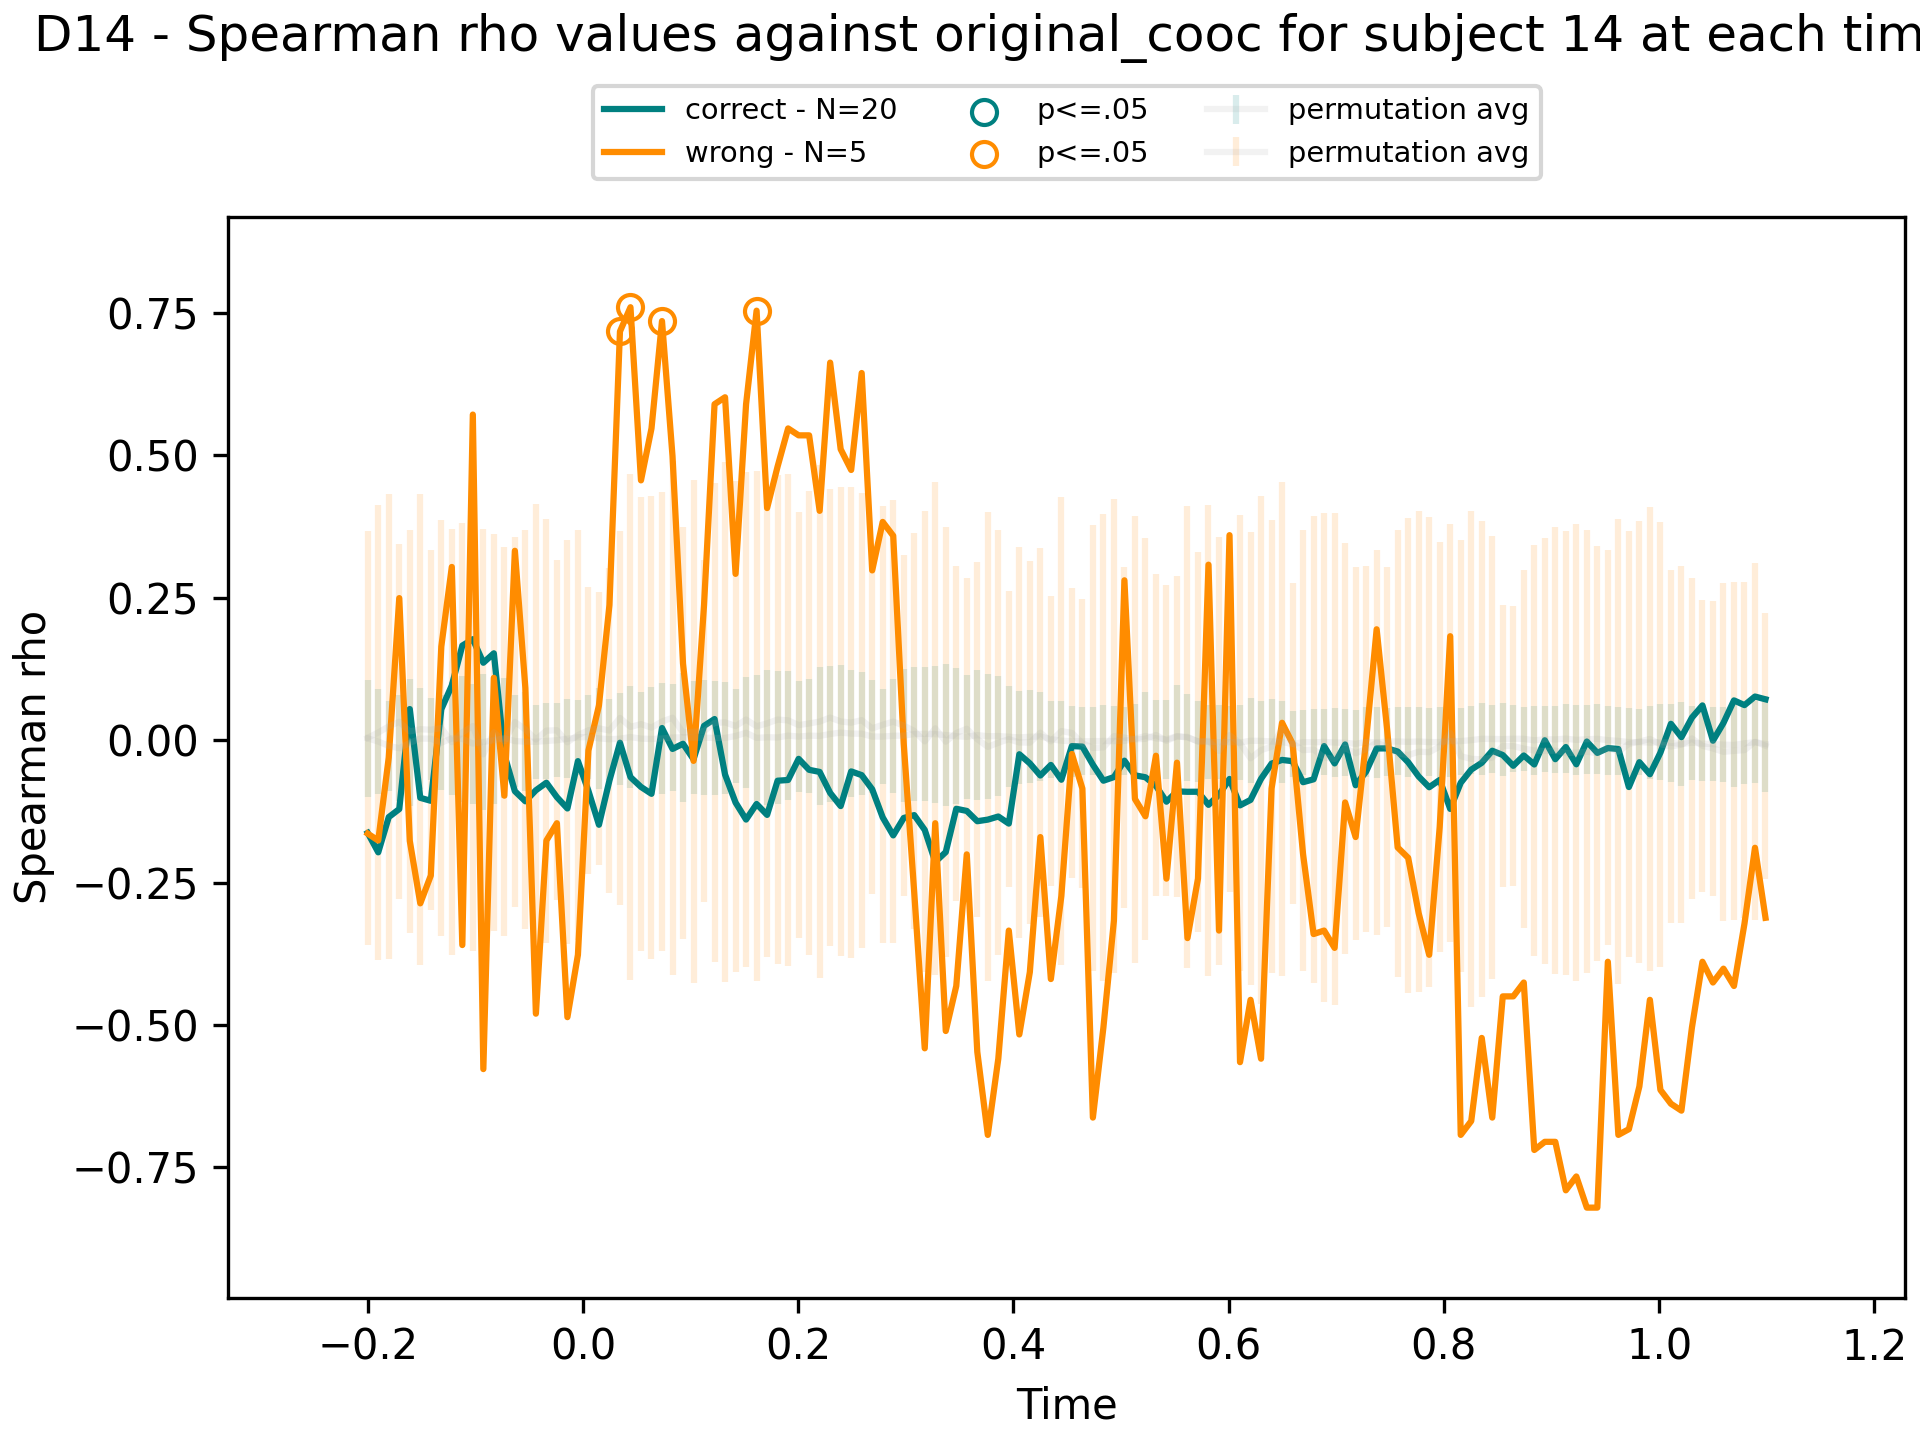 D14 - Spearman rho values against original_cooc for subject 14 at each tim
correct - N=20
wrong - N=5
p<=.05
p<=.05
permutation avg
permutation avg
Spearman rho
0.75
0.50
0.25
0.00
−0.25
−0.50
−0.75
−0.2
0.0
0.2
0.4
0.6
0.8
1.0
1.2
Time